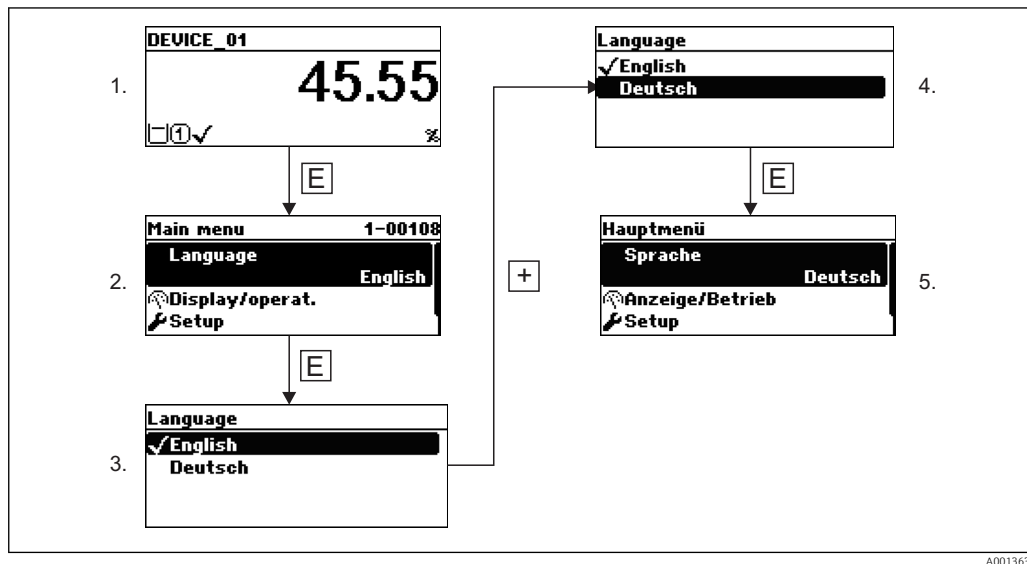 DEVICE_01
1.
45.55
1
%
E
Main menu 1-00108
2.
Language
English
Display/operat.
Setup
E
Language
3.
English
Deutsch
+
Language
English
Deutsch
4.
E
Hauptmenü
Sprache
Deutsch
5.
Anzeige/Betrieb
Setup